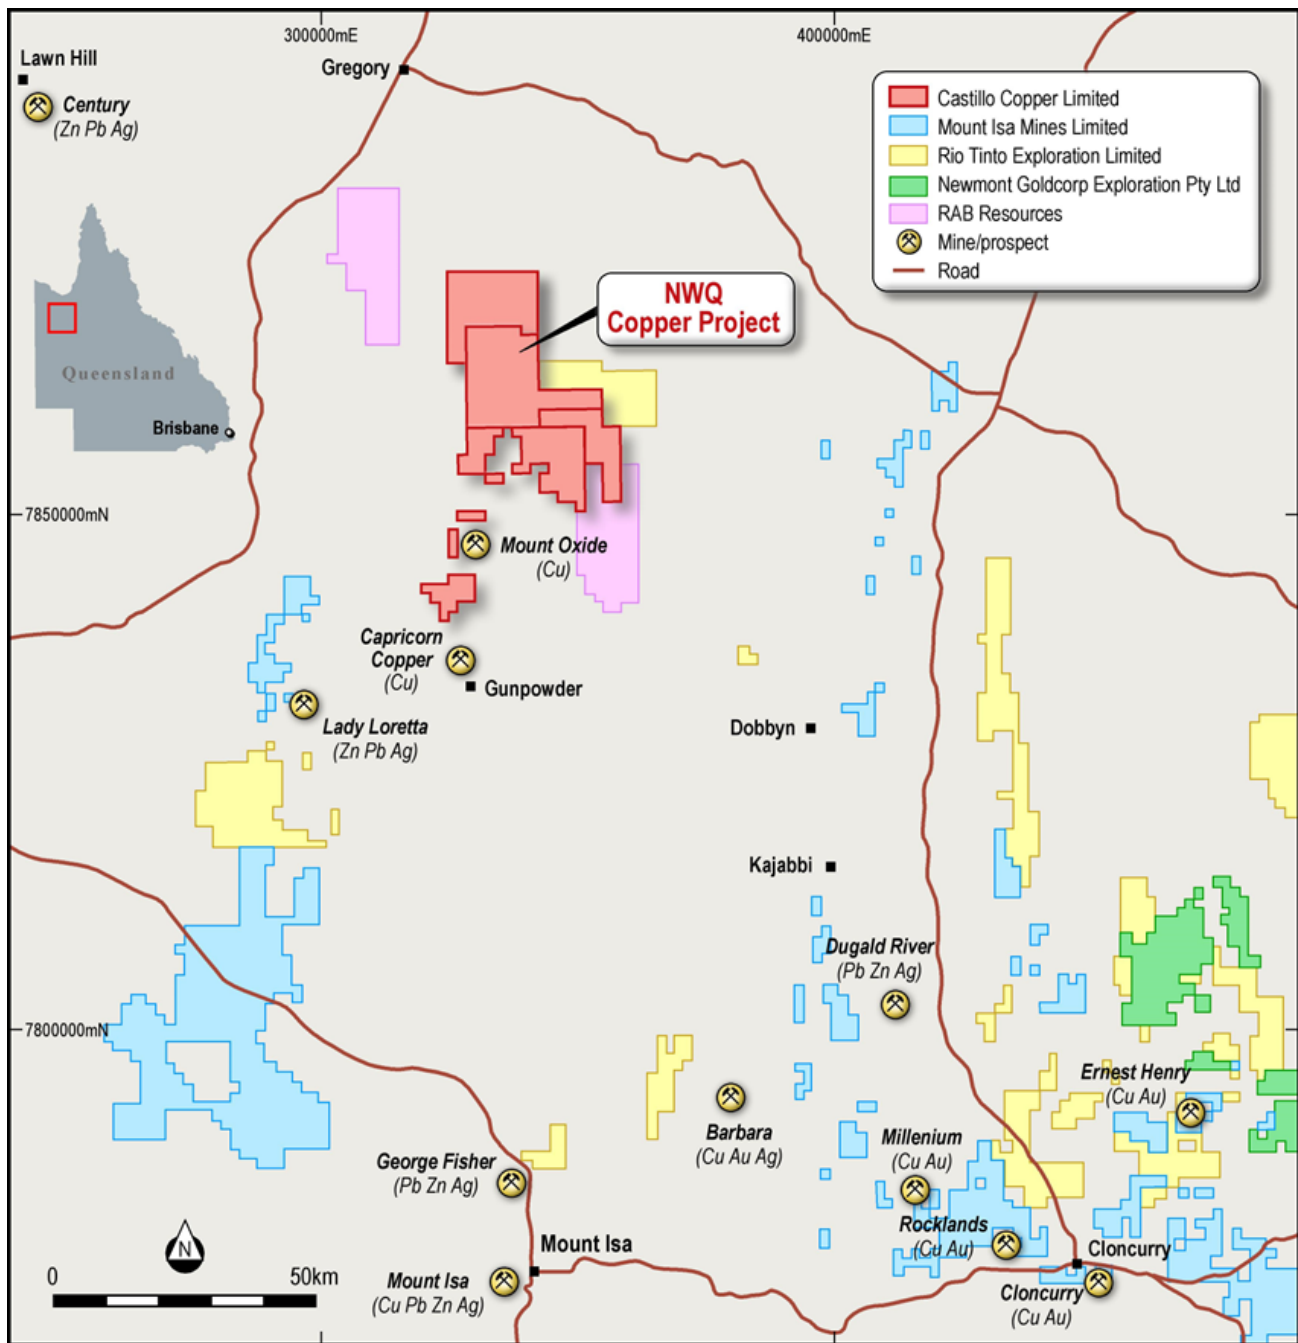 300000mE
400000mE
Lawn Hill
Century
(Zn Pb Ag)
Gregory
Castillo Copper Limited
Mount Isa Mines Limited
Rio Tinto Exploration Limited
Newmont Goldcorp Exploration Pty Ltd
RAB Resources
Mine/prospect
Road
NWQ
Copper Project
Queensland
Brisbane
7850000mN
Mount Oxide
(Cu)
Capricorn
Copper
(Cu)
Gunpowder
Lady Loretta
(Zn Pb Ag)
Dobbyn
Kajabbi
Dugald River
(Pb Zn Ag)
7800000mN
Ernest Henry
(Cu Au)
Barbara
(Cu Au Ag)
Millenium
(Cu Au)
George Fisher
(Pb Zn Ag)
Rocklands
(Cu Au)
N
Mount Isa
Cloncurry
0 50km
Mount Isa
(Cu Pb Zn Ag)
Cloncurry
(Cu Au)